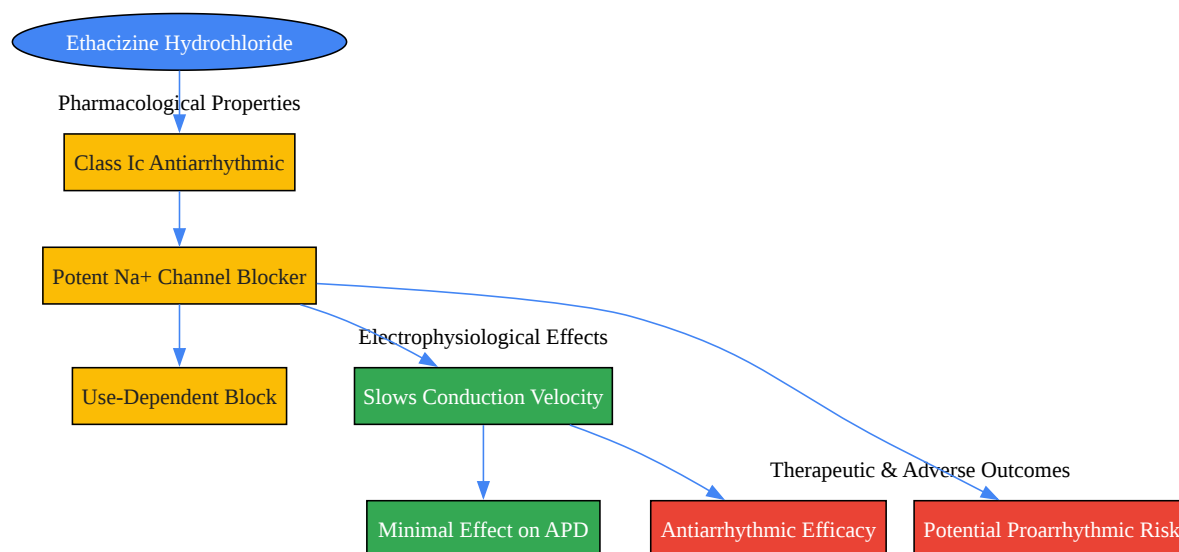 Ethacizine Hydrochloride
Pharmacological Properties
Class Ic Antiarrhythmic
Potent Na+ Channel Blocker
Electrophysiological Effects
Use-Dependent Block
Slows Conduction Velocity
Therapeutic & Adverse Outcomes
Minimal Effect on APD
Antiarrhythmic Efficacy
Potential Proarrhythmic Risk